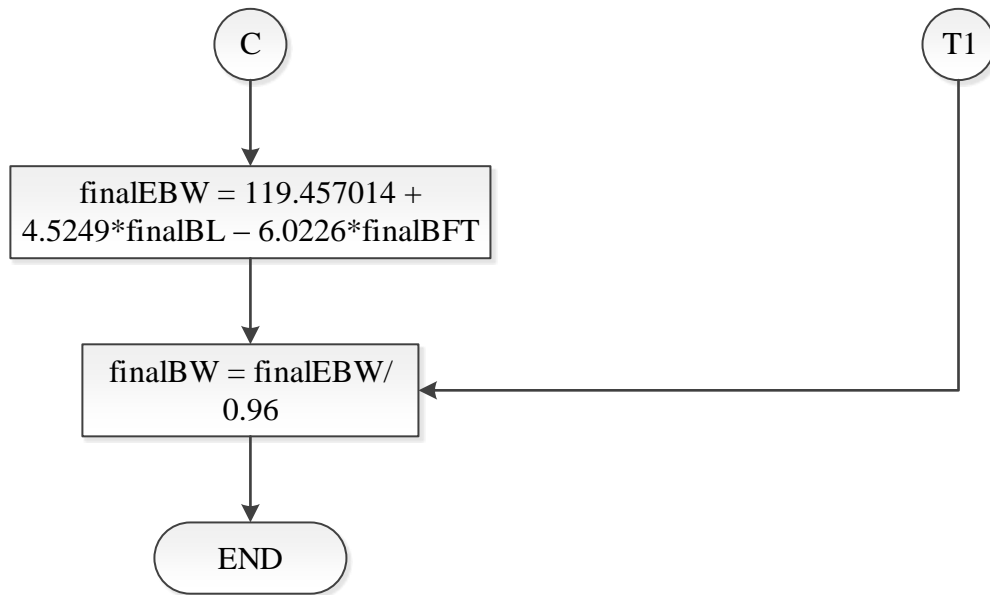 C
T1
finalEBW = 119.457014 +
4.5249*finalBL – 6.0226*finalBFT
finalBW = finalEBW/
0.96
END